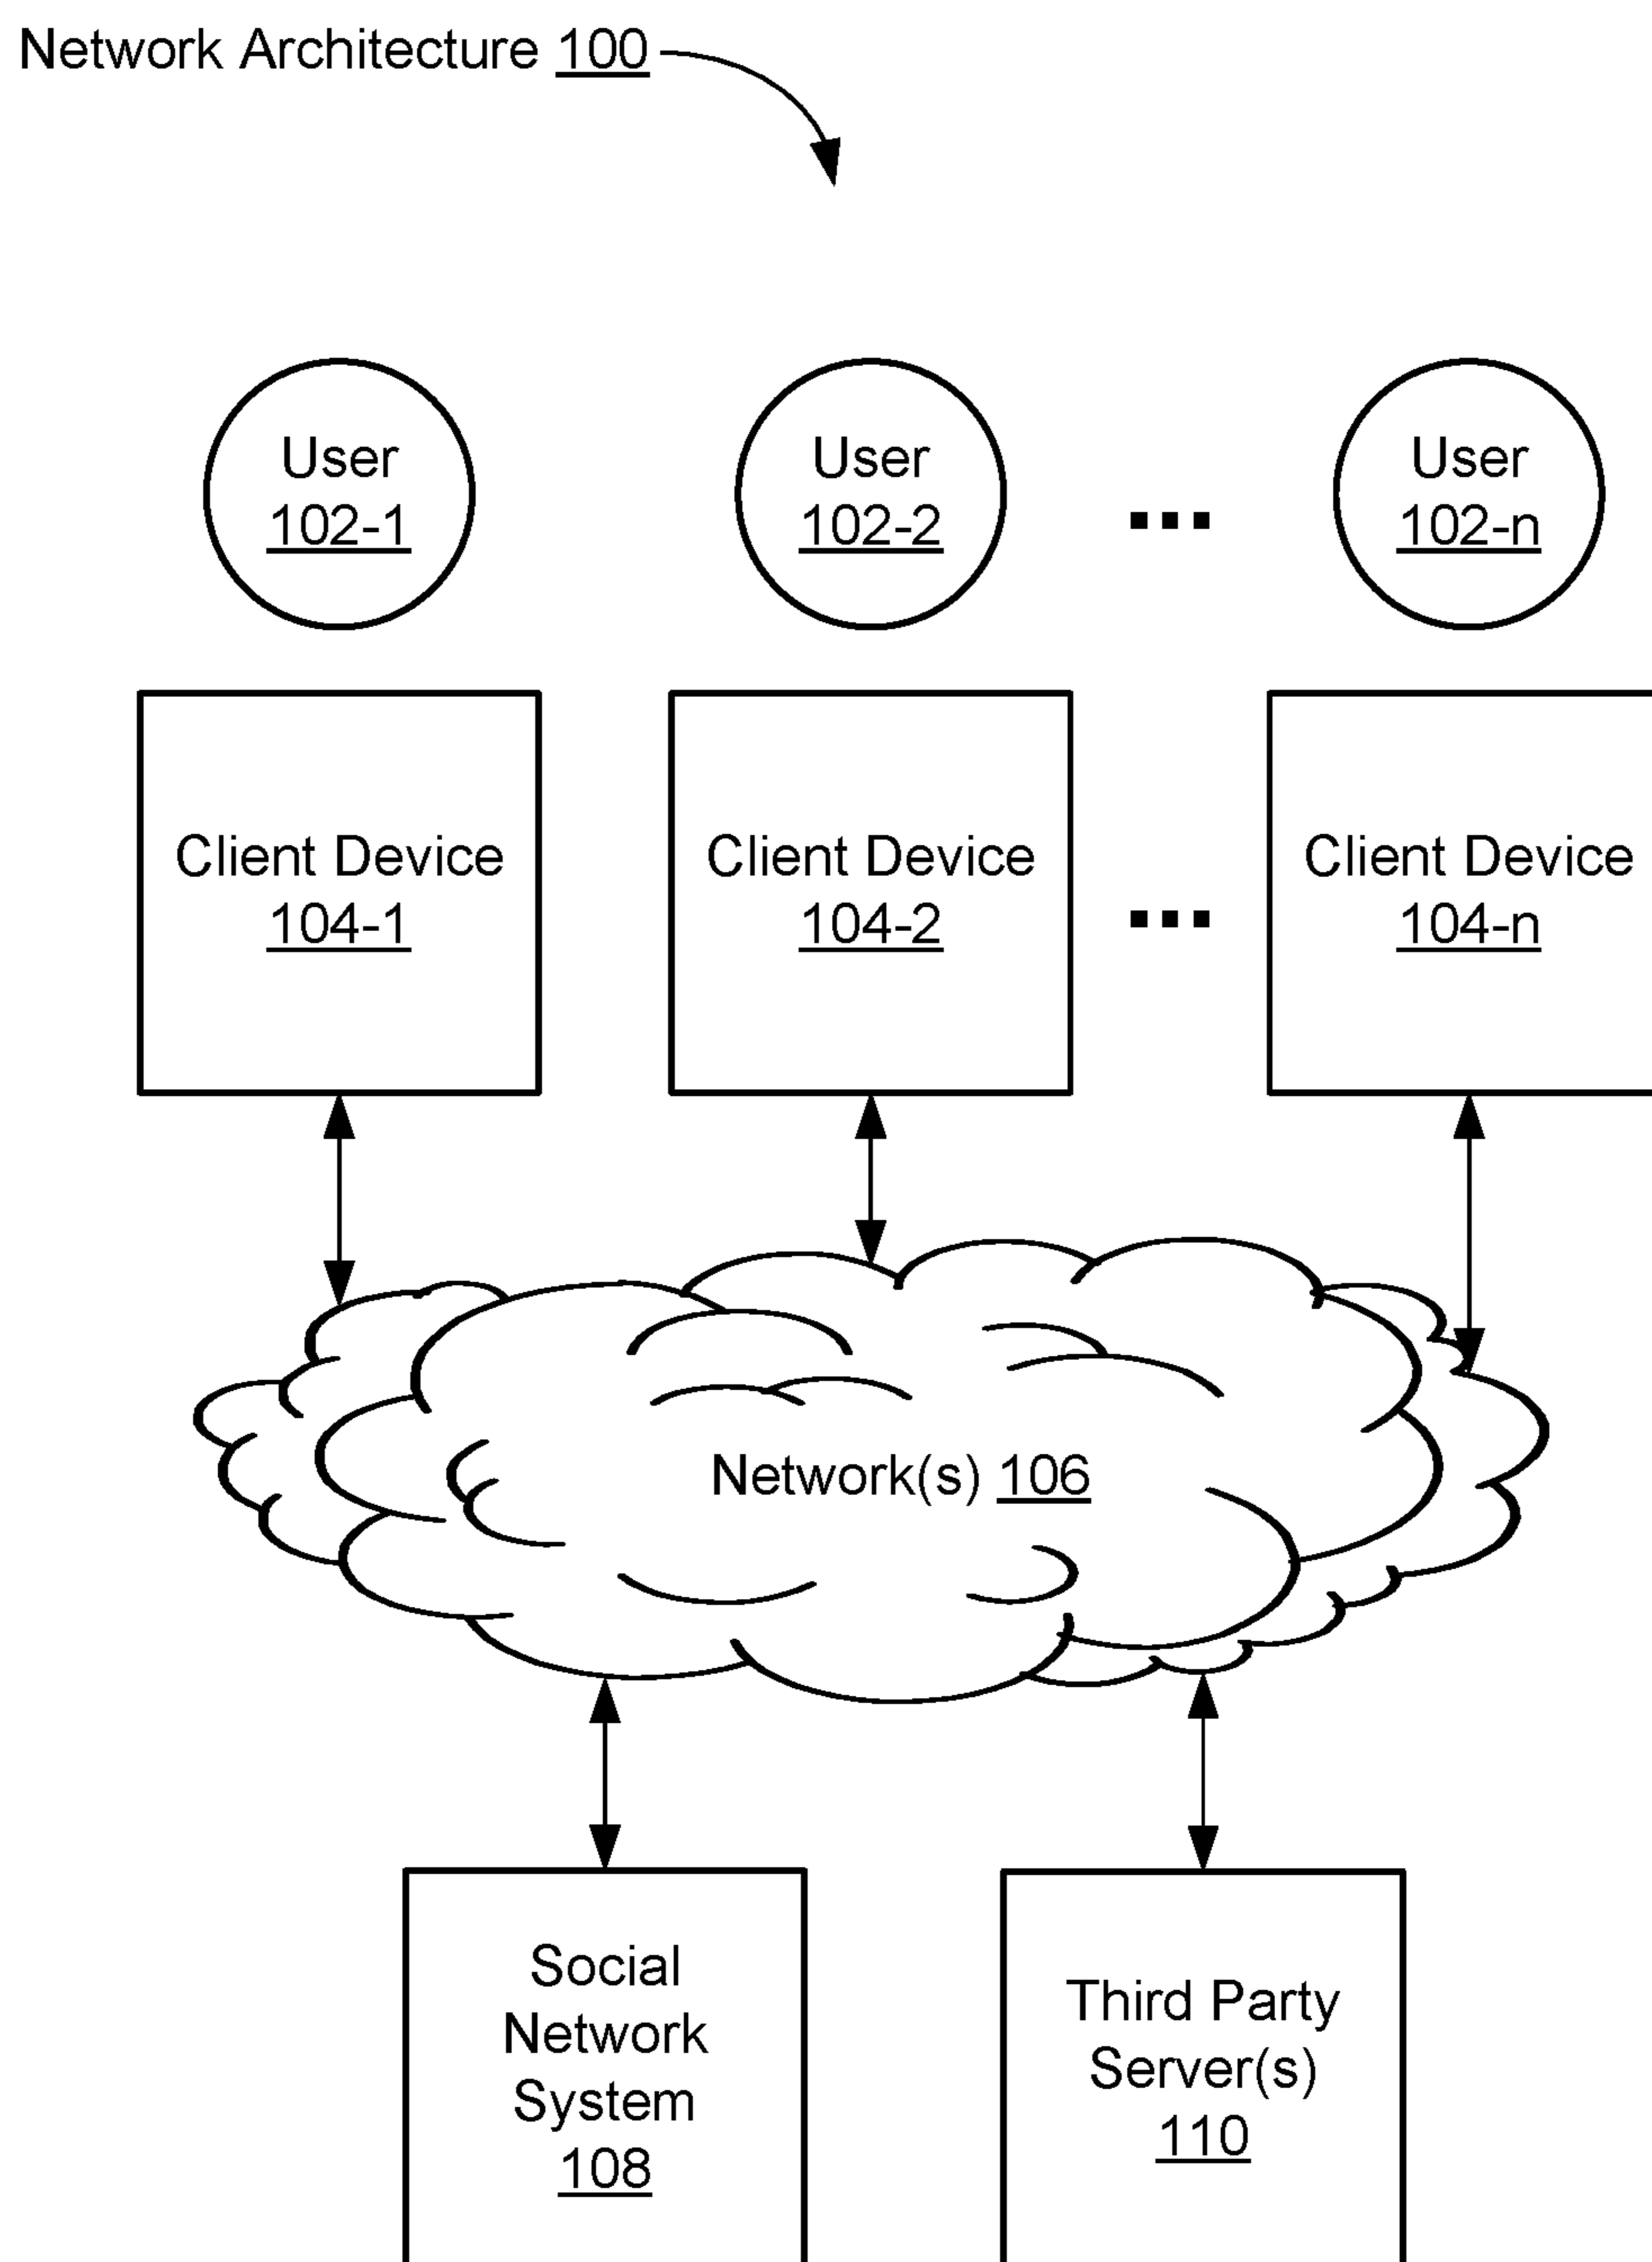 Network Architecture 100
User
102-1
User
102-2
...
User
102-n
Client Device
104-1
Client Device
104-2
...
Client Device
104-n
Network(s) 106
Social
Network
System
108
Third Party
Server(s)
110